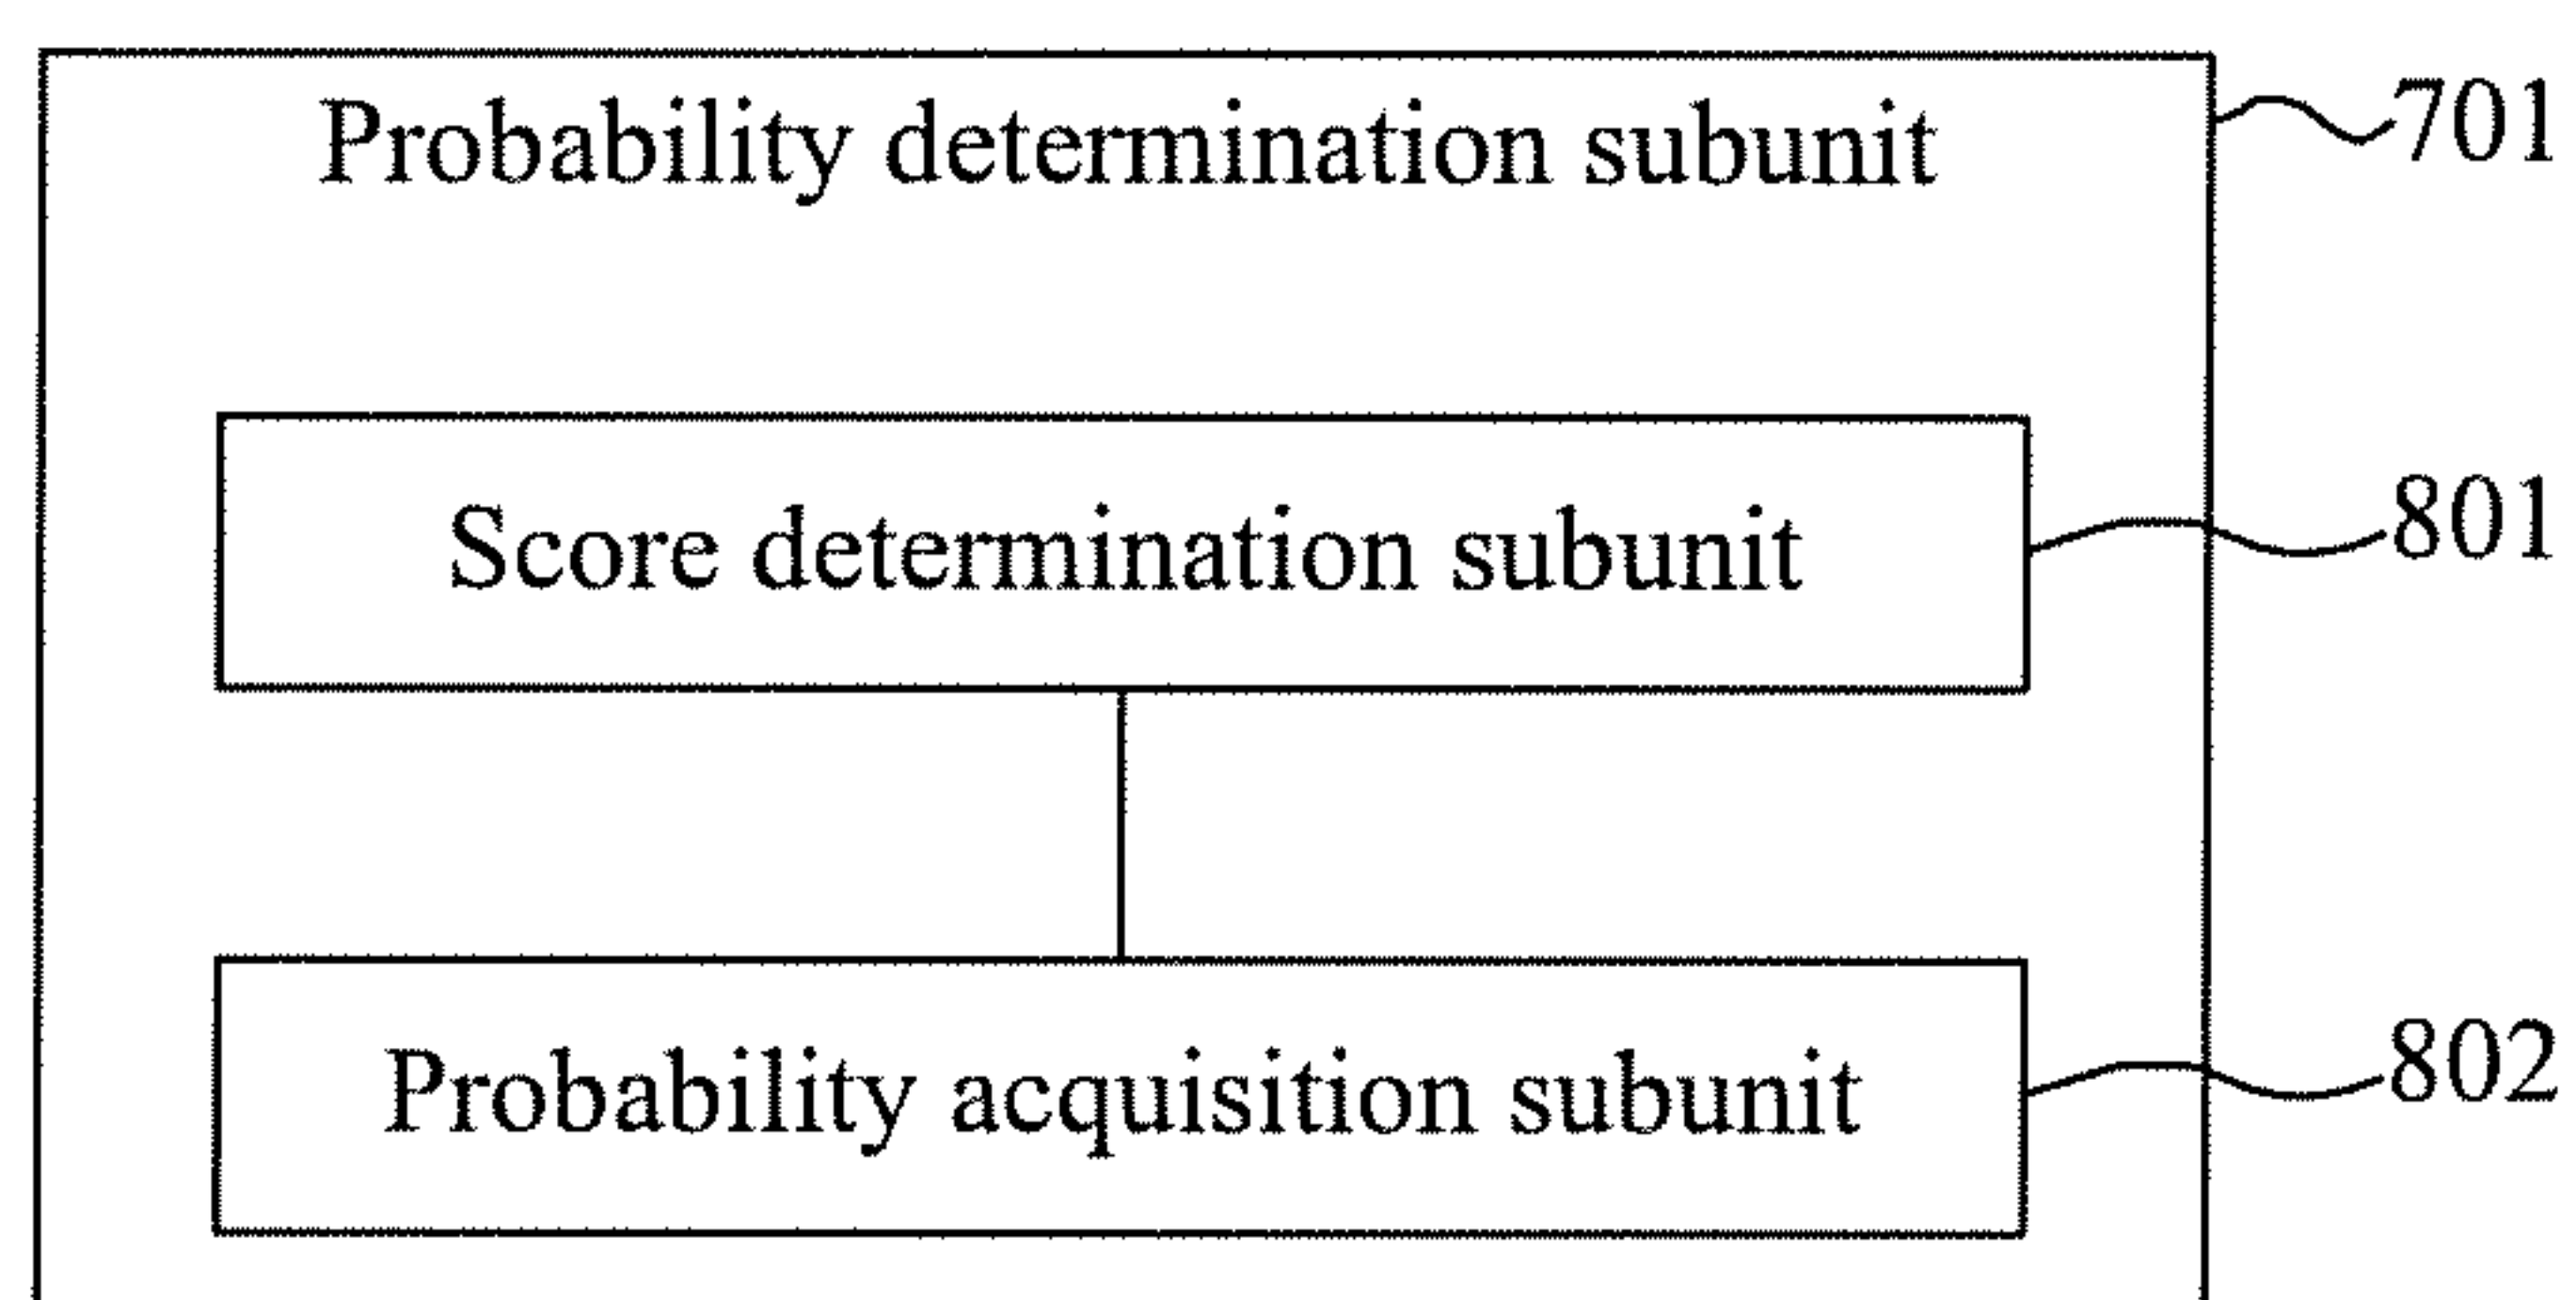 Probability determination subunit 701
Score determination subunit 801
Probability acquisition subunit 802